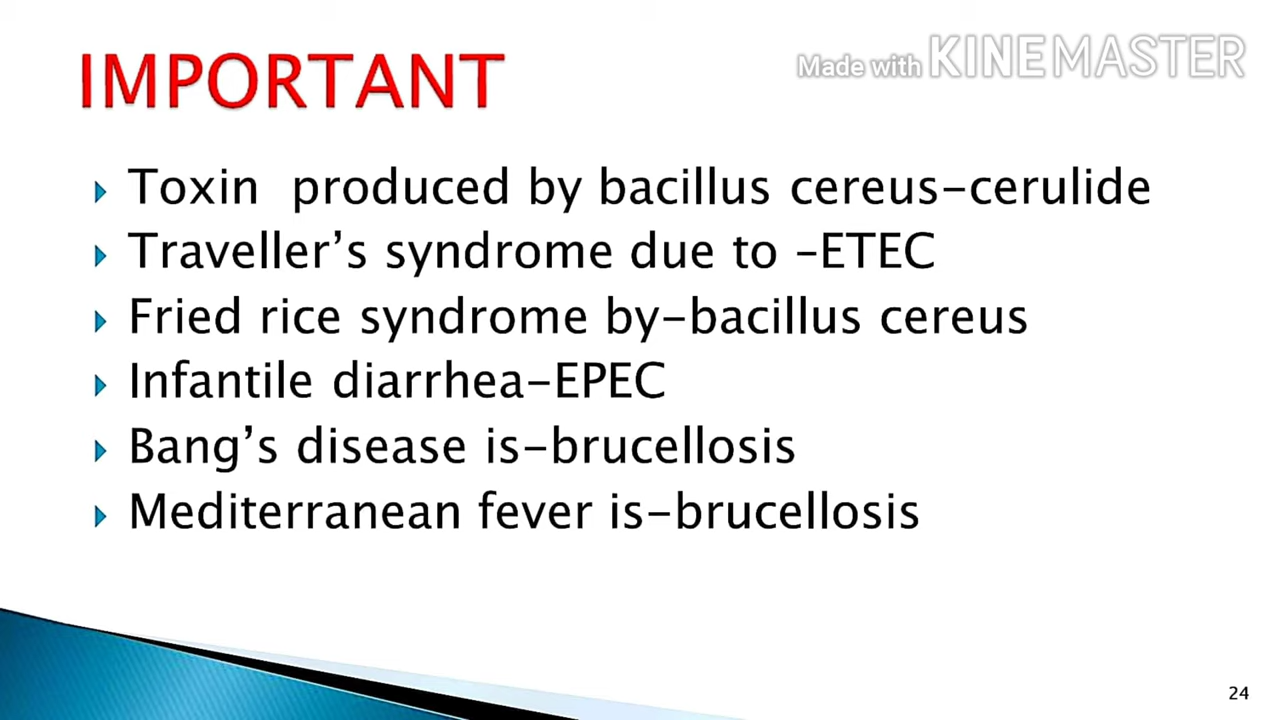 IMPORTANT
Made with KINEMASTER
Toxin produced by bacillus cereus-cerulide
Traveller's syndrome due to -ETEC
Fried rice syndrome by-bacillus cereus
Infantile diarrhea-EPEC
Bang's disease is-brucellosis
Mediterranean fever is-brucellosis
24